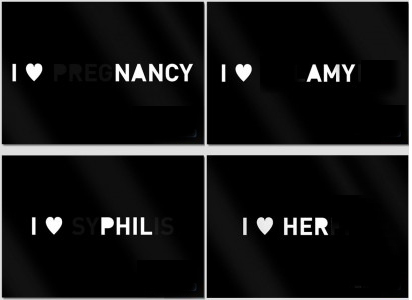 I ♥ PREGNANCY
I ♥ AMY
I ♥ SYPHILIS
I ♥ HER